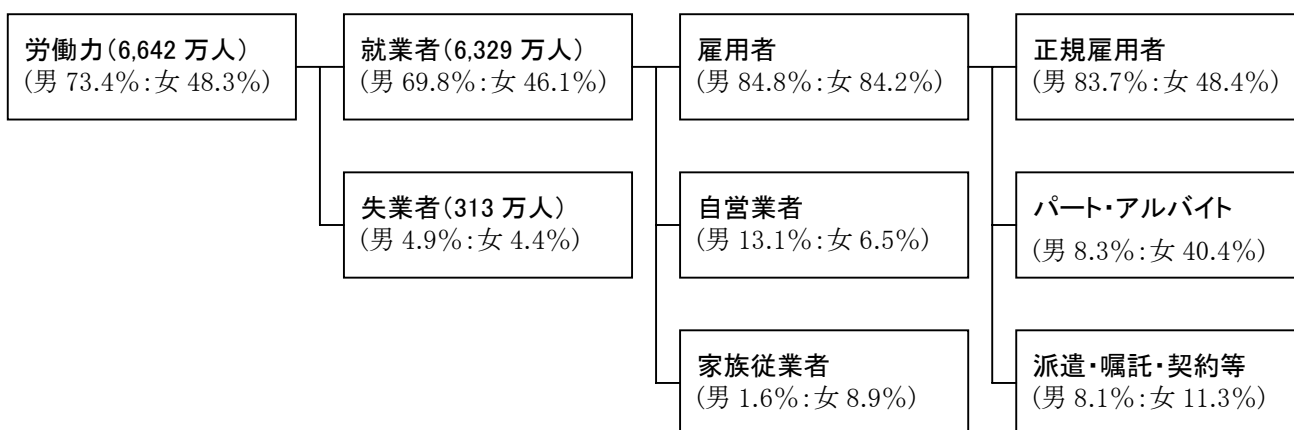 労働力(6,642 万人)
(男 73.4%:女 48.3%)
就業者(6,329 万人)
(男 69.8%:女 46.1%)
雇用者
(男 84.8%:女 84.2%)
正規雇用者
(男 83.7%:女 48.4%)
失業者(313 万人)
(男 4.9%:女 4.4%)
自営業者
(男 13.1%:女 6.5%)
パート・アルバイト
(男 8.3%:女 40.4%)
家族従業者
(男 1.6%:女 8.9%)
派遣・嘱託・契約等
(男 8.1%:女 11.3%)